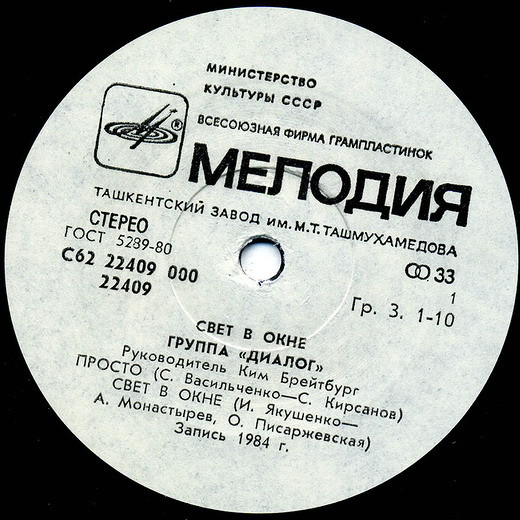 МИНИСТЕРСТВО
КУЛЬТУРЫ СССР
ВСЕСОЮЗНАЯ ФИРМА ГРАМПЛАСТИНОК
®
МЕЛОДИЯ
ТАШКЕНТСКИЙ ЗАВОД ИМ. М.Т. ТАШМУХАМЕДОВА
СТЕРЕО
ГОСТ 5289-80
С62 22409 000
22409
33
1
Гр. 3. 1-10
СВЕТ В ОКНЕ
ГРУППА «ДИАЛОГ»
Руководитель Ким Брейтбург
ПРОСТО (С. Васильченко—С. Кирсанов)
СВЕТ В ОКНЕ (И. Якушенко—
А. Монастырев, О. Писаржевская)
Запись 1984 г.